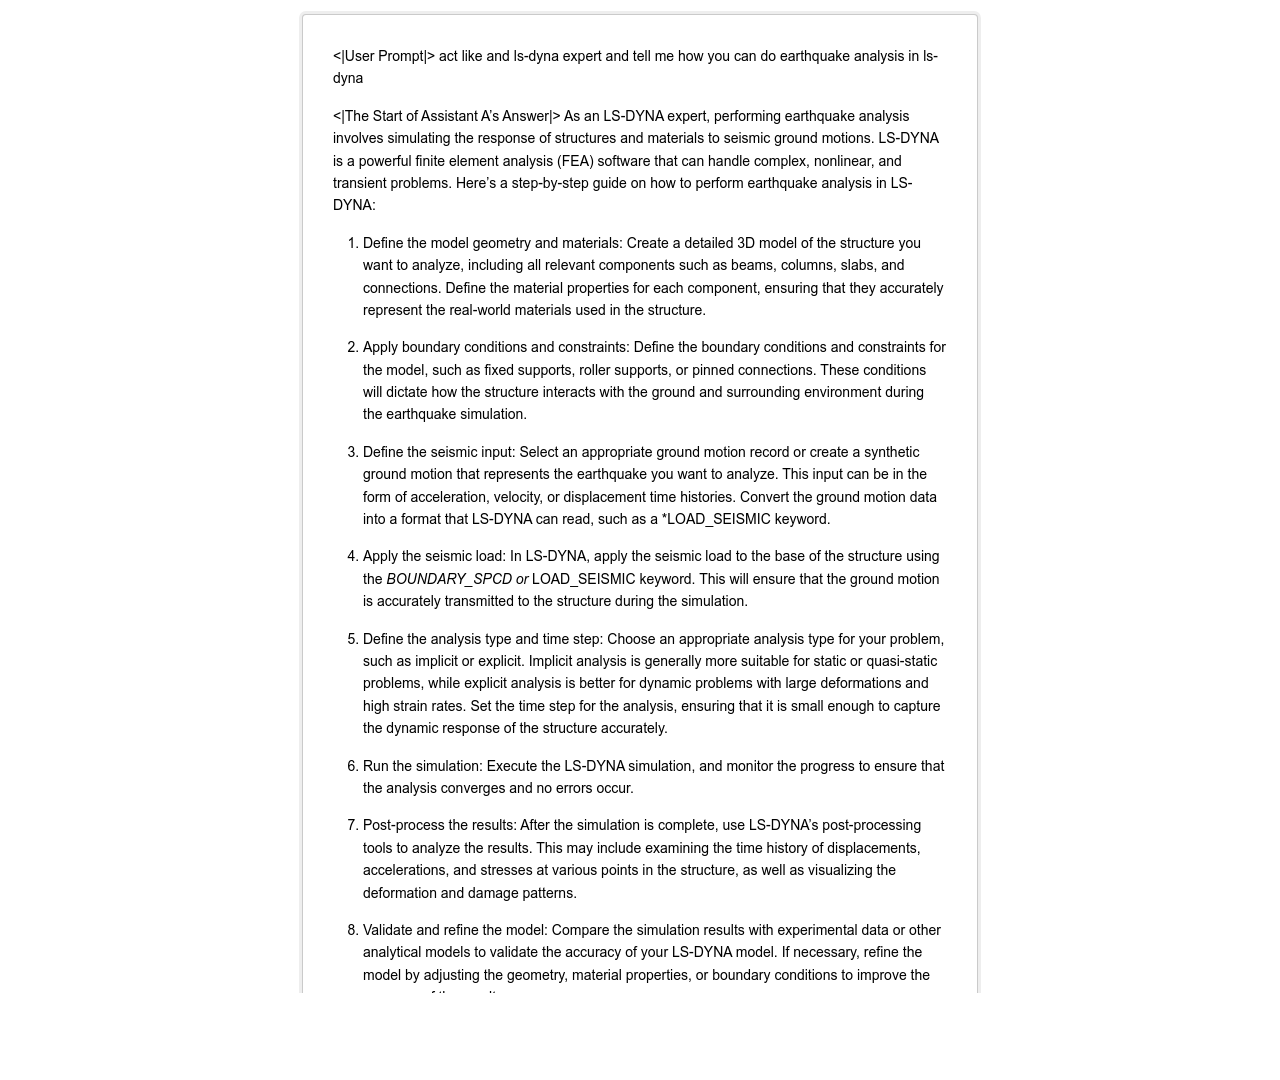 <|User Prompt|> act like and ls-dyna expert and tell me how you can do earthquake analysis in ls-
dyna
<|The Start of Assistant A’s Answer|> As an LS-DYNA expert, performing earthquake analysis
involves simulating the response of structures and materials to seismic ground motions. LS-DYNA
is a powerful finite element analysis (FEA) software that can handle complex, nonlinear, and
transient problems. Here’s a step-by-step guide on how to perform earthquake analysis in LS-
DYNA:
1. Define the model geometry and materials: Create a detailed 3D model of the structure you
want to analyze, including all relevant components such as beams, columns, slabs, and
connections. Define the material properties for each component, ensuring that they accurately
represent the real-world materials used in the structure.
2. Apply boundary conditions and constraints: Define the boundary conditions and constraints for
the model, such as fixed supports, roller supports, or pinned connections. These conditions
will dictate how the structure interacts with the ground and surrounding environment during
the earthquake simulation.
3. Define the seismic input: Select an appropriate ground motion record or create a synthetic
ground motion that represents the earthquake you want to analyze. This input can be in the
form of acceleration, velocity, or displacement time histories. Convert the ground motion data
into a format that LS-DYNA can read, such as a *LOAD_SEISMIC keyword.
4. Apply the seismic load: In LS-DYNA, apply the seismic load to the base of the structure using
the BOUNDARY_SPCD or LOAD_SEISMIC keyword. This will ensure that the ground motion
is accurately transmitted to the structure during the simulation.
5. Define the analysis type and time step: Choose an appropriate analysis type for your problem,
such as implicit or explicit. Implicit analysis is generally more suitable for static or quasi-static
problems, while explicit analysis is better for dynamic problems with large deformations and
high strain rates. Set the time step for the analysis, ensuring that it is small enough to capture
the dynamic response of the structure accurately.
6. Run the simulation: Execute the LS-DYNA simulation, and monitor the progress to ensure that
the analysis converges and no errors occur.
7. Post-process the results: After the simulation is complete, use LS-DYNA’s post-processing
tools to analyze the results. This may include examining the time history of displacements,
accelerations, and stresses at various points in the structure, as well as visualizing the
deformation and damage patterns.
8. Validate and refine the model: Compare the simulation results with experimental data or other
analytical models to validate the accuracy of your LS-DYNA model. If necessary, refine the
model by adjusting the geometry, material properties, or boundary conditions to improve the